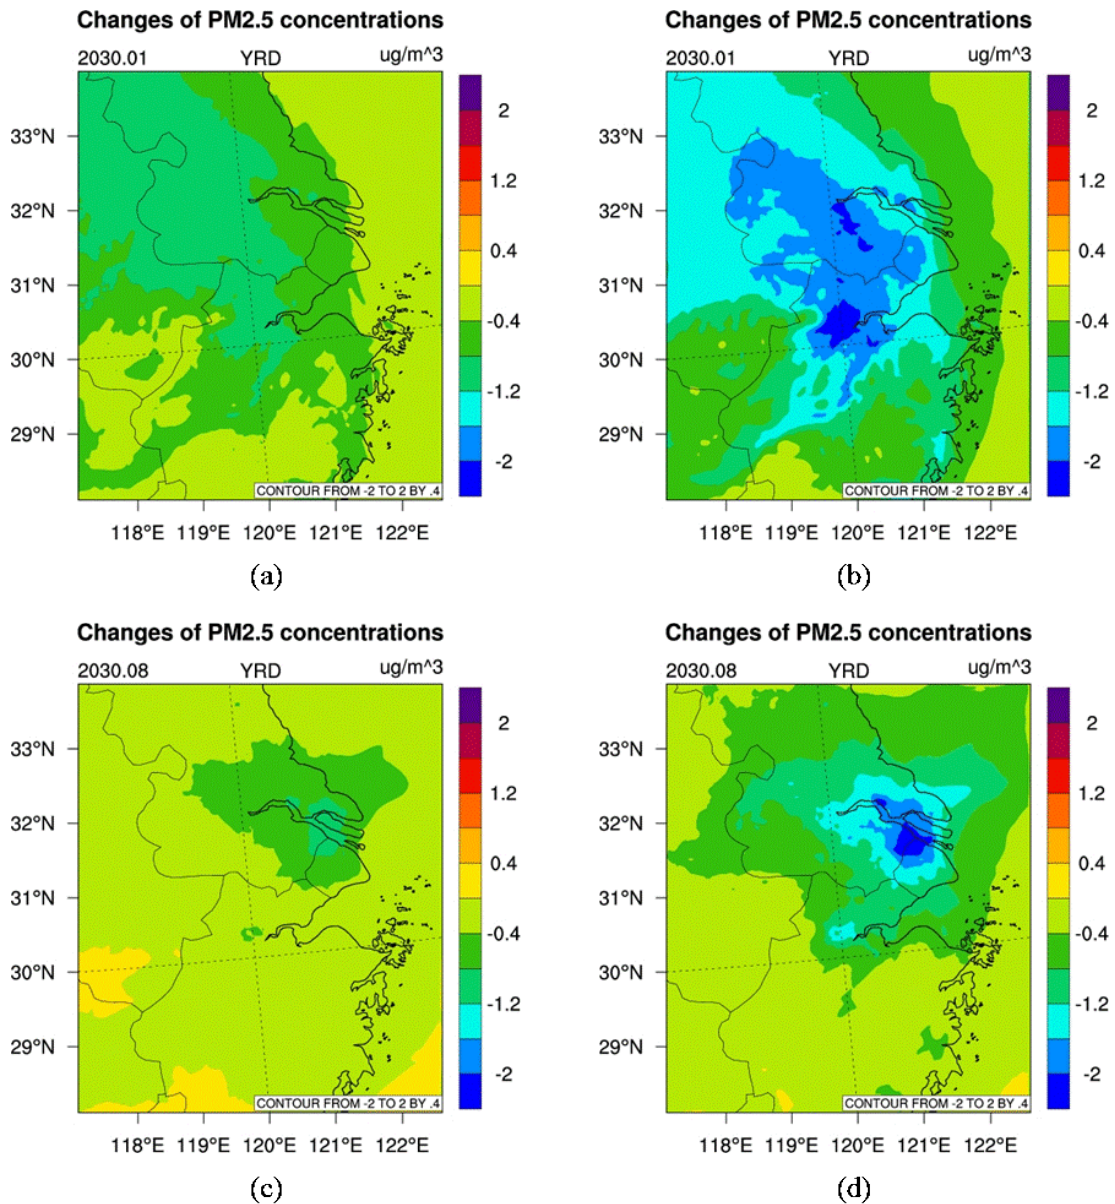 Changes of PM2.5 concentrations
2030.01 YRD ug/m^3
33°N
32°N
31°N
30°N
29°N
2
1.2
0.4
-0.4
-1.2
-2
CONTOUR FROM -2 TO 2 BY .4
118°E 119°E 120°E 121°E 122°E
(a)
Changes of PM2.5 concentrations
2030.01 YRD ug/m^3
33°N
32°N
31°N
30°N
29°N
2
1.2
0.4
-0.4
-1.2
-2
CONTOUR FROM -2 TO 2 BY .4
118°E 119°E 120°E 121°E 122°E
(b)
Changes of PM2.5 concentrations
2030.08 YRD ug/m^3
33°N
32°N
31°N
30°N
29°N
2
1.2
0.4
-0.4
-1.2
-2
CONTOUR FROM -2 TO 2 BY .4
118°E 119°E 120°E 121°E 122°E
(c)
Changes of PM2.5 concentrations
2030.08 YRD ug/m^3
33°N
32°N
31°N
30°N
29°N
2
1.2
0.4
-0.4
-1.2
-2
CONTOUR FROM -2 TO 2 BY .4
118°E 119°E 120°E 121°E 122°E
(d)